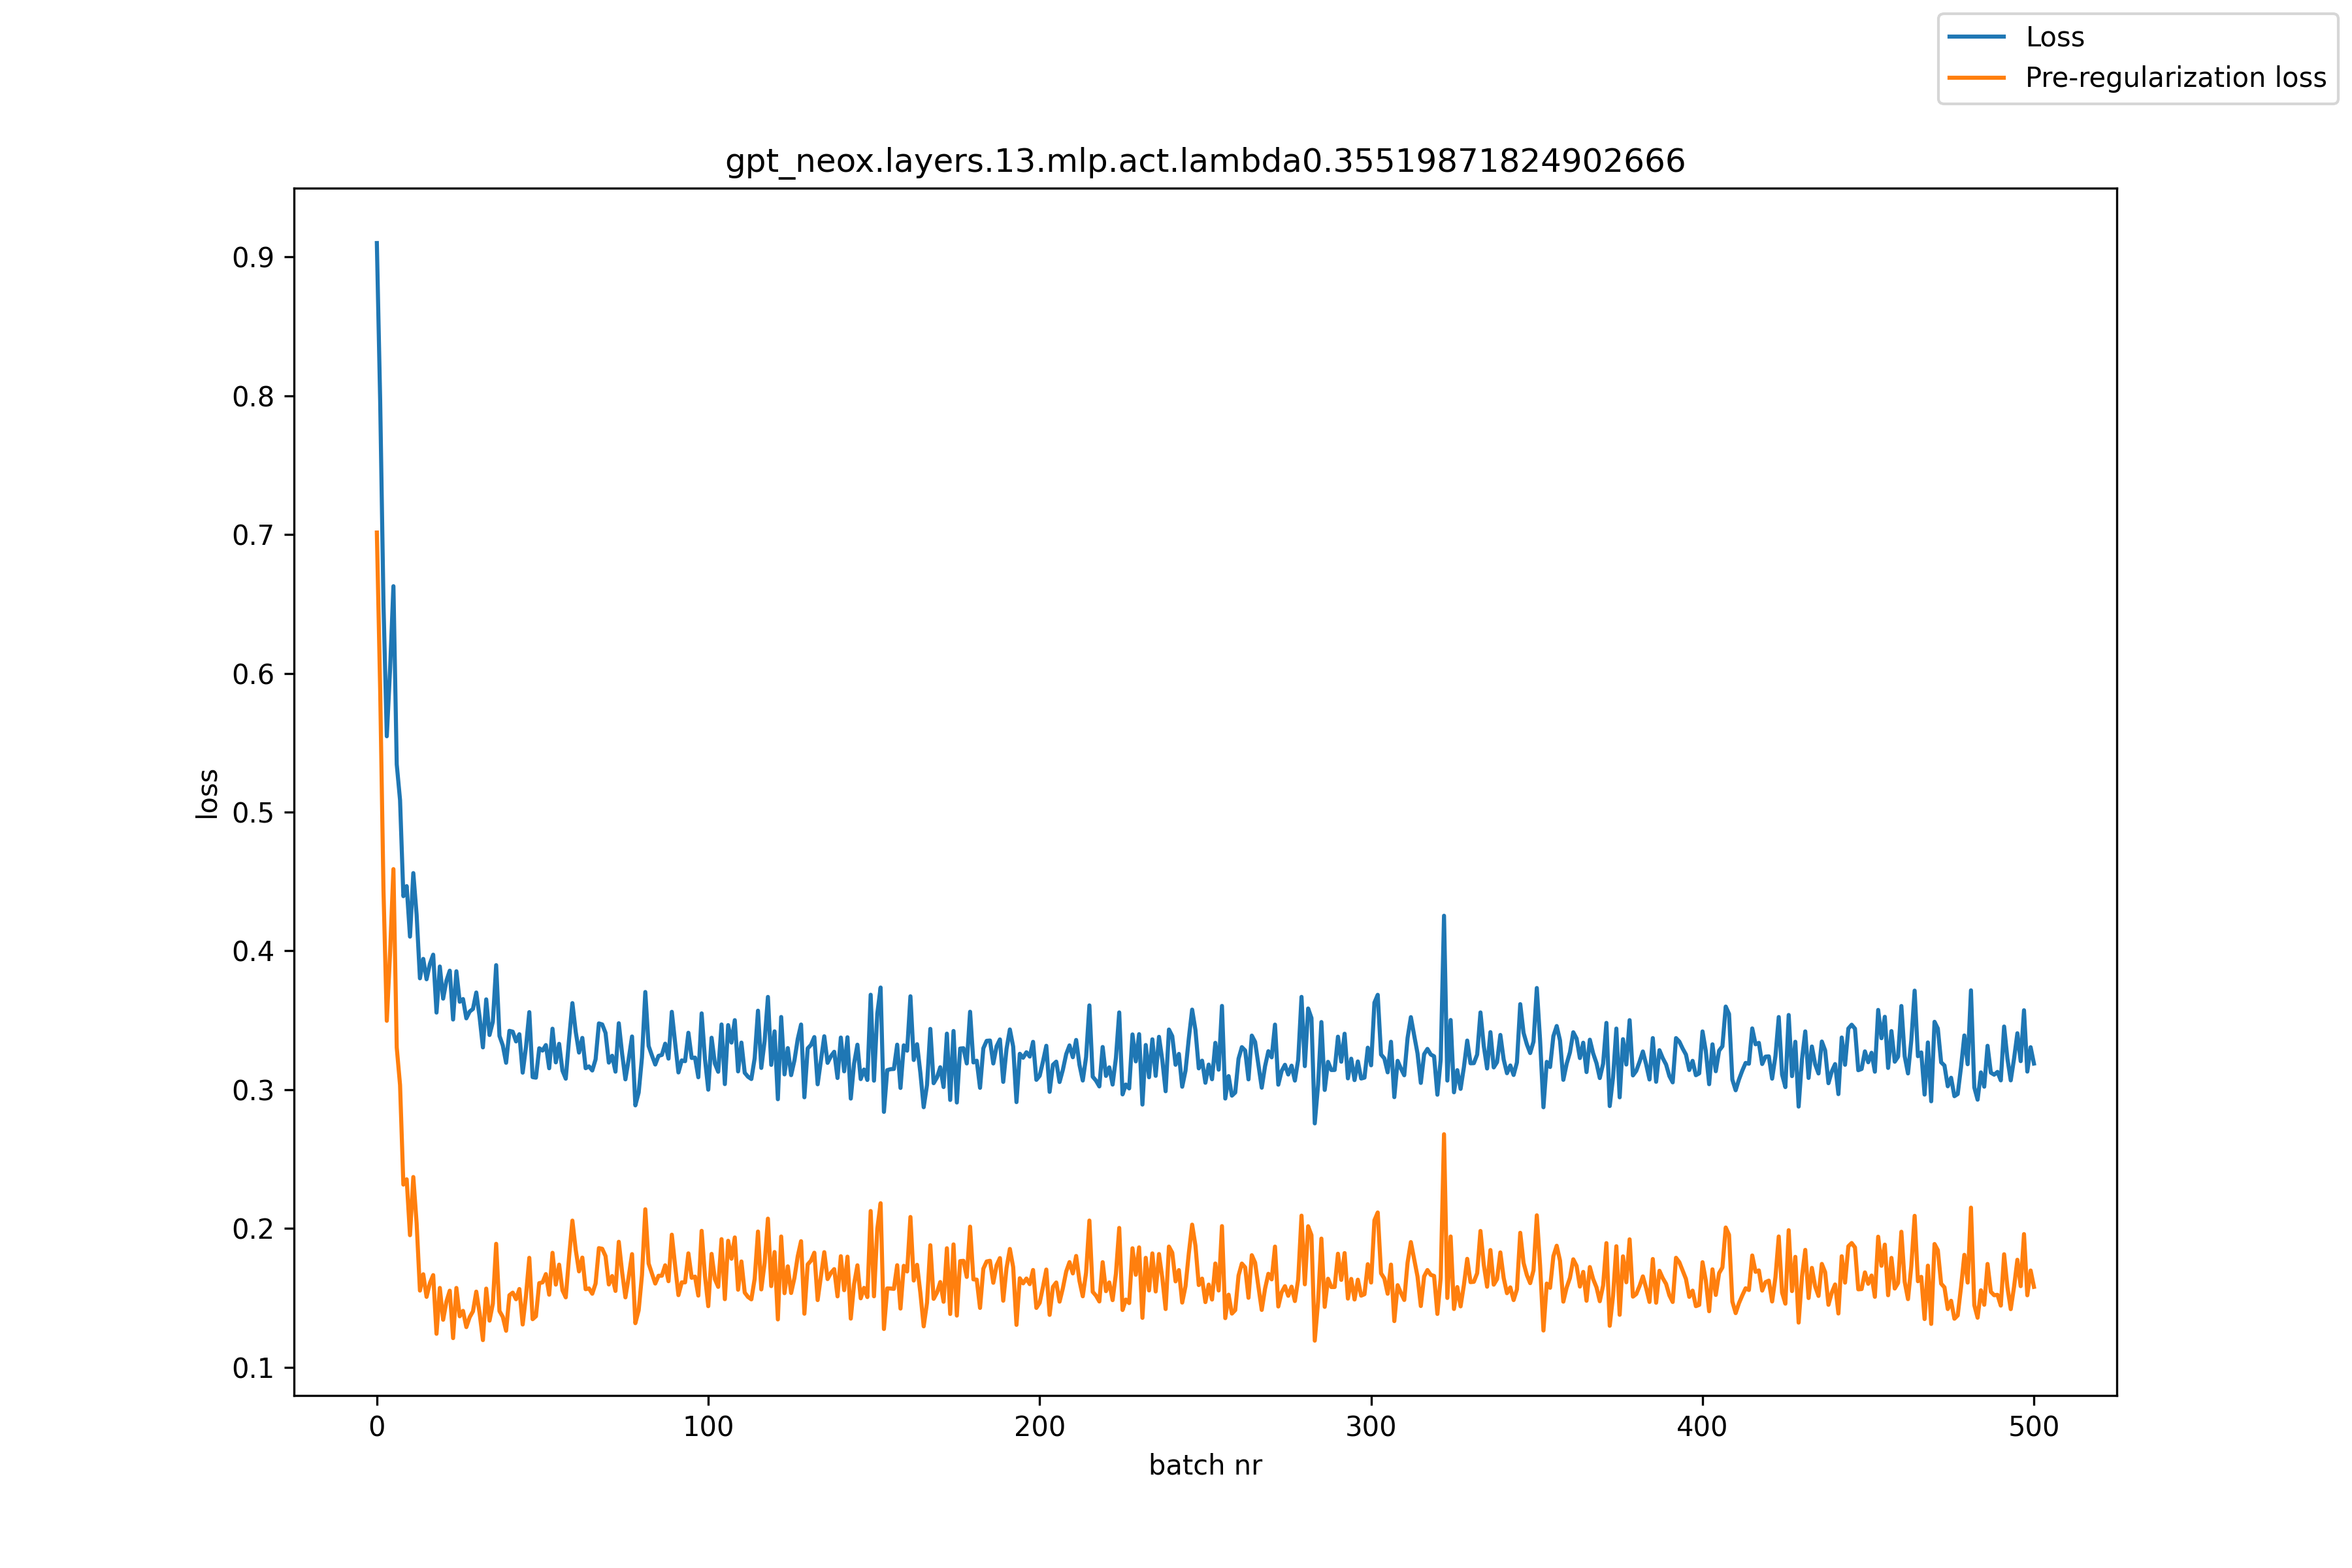 Loss
Pre-regularization loss
gpt_neox.layers.13.mlp.act.lambda0.35519871824902666
0.9
0.8
0.7
0.6
0.5
0.4
0.3
0.2
0.1
loss
0 100 200 300 400 500
batch nr